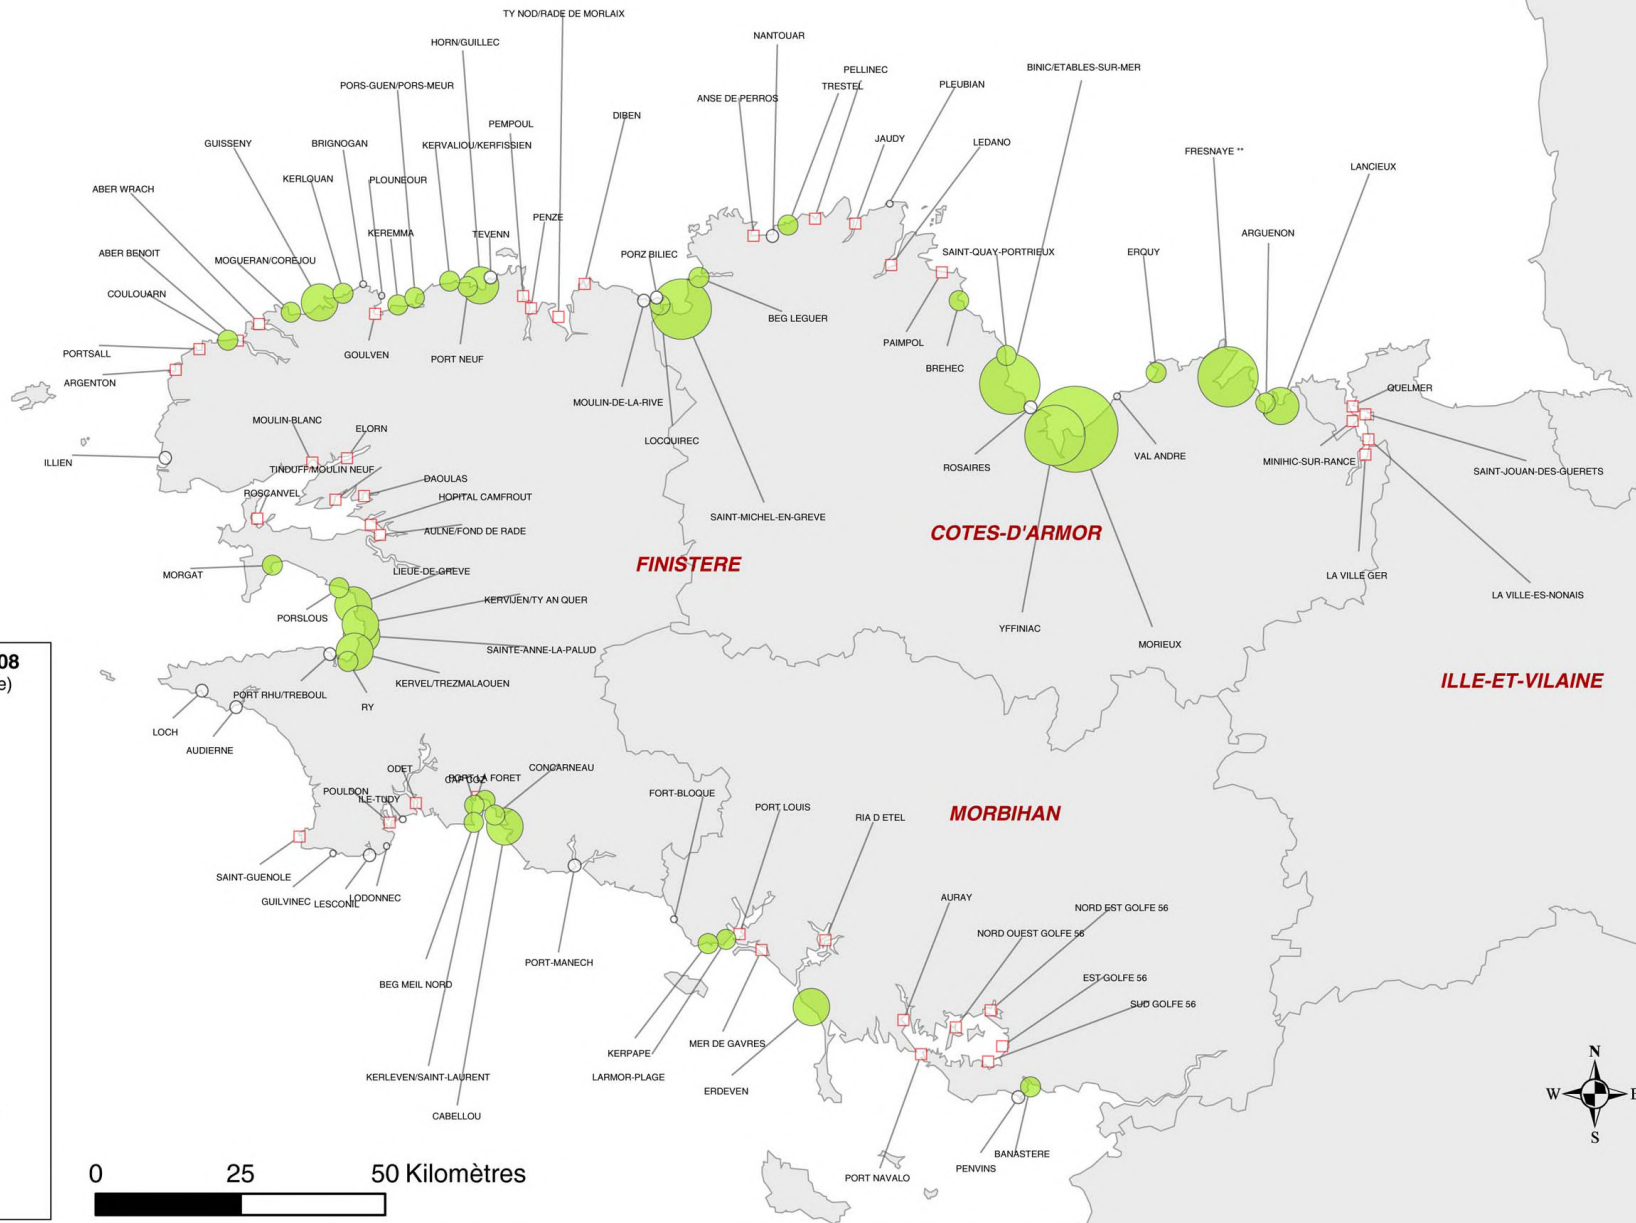 TY NOD/RADE DE MORLAIX
NANTOUAR
HORN/GUILLEC
PELLINEC
BINIC/ETABLES-SUR-MER
PORS-GUEN/PORS-MEUR
TRESTEL
PLEUBIAN
ANSE DE PERROS
DIBEN
PEMPOUL
JAUDY
LEDANO
GUISSENY
BRIGNOGAN
KERVALIOU/KERFISSIEN
FRESNAYE **
LANCIEUX
KERLOUAN
PLOUNEOUR
ABER WRACH
PENZE
KEREMMA
TEVENN
ARGUENON
ABER BENOIT
MOGUERAN/COREJOU
PORZ BILIEC
SAINT-QUAY-PORTRIEUX
ERQUY
COULOUARN
BEG LEGUER
PORTSALL
GOULVEN
PORT NEUF
PAIMPOL
ARGENTON
BREHEC
QUELMER
MOULIN-DE-LA-RIVE
MOULIN-BLANC
ELORN
LOCQUIREC
ILLIEN
TINDUFF/MOULIN NEUF
ROSAIRES
VAL ANDRE
MINIHIC-SUR-RANCE
SAINT-JOUAN-DES-GUERETS
DAOULAS
ROSCANVEL
HOPITAL CAMFROUT
SAINT-MICHEL-EN-GREVE
AULNE/FOND DE RADE
COTES-D'ARMOR
FINISTERE
MORGAT
LIEUE-DE-GREVE
LA VILLE GER
KERVIJEN/TY AN QUER
LA VILLE-ES-NONAIS
PORSLOUS
YFFINIAC
MORIEUX
SAINTE-ANNE-LA-PALUD
08
e)
ILLE-ET-VILAINE
KERVEL/TREZMALAOUEN
PORT RHU/TREBOUL
RY
LOCH
AUDIERNE
ODET
CONCARNEAU
CAP COZ
PORT LA FORET
POULDON
ILE-TUDY
FORT-BLOQUE
PORT LOUIS
RIA D ETEL
MORBIHAN
SAINT-GUENOLE
GUILVINEC
LESCONIL
LODONNEC
AURAY
NORD EST GOLFE 56
NORD OUEST GOLFE 56
PORT-MANECH
BEG MEIL NORD
EST GOLFE 56
SUD GOLFE 56
KERPAPE
MER DE GAVRES
KERLEVEN/SAINT-LAURENT
LARMOR-PLAGE
ERDEVEN
CABELLOU
BANASTERE
PENVINS
PORT NAVALO
N
W
E
S
0 25 50 Kilomètres